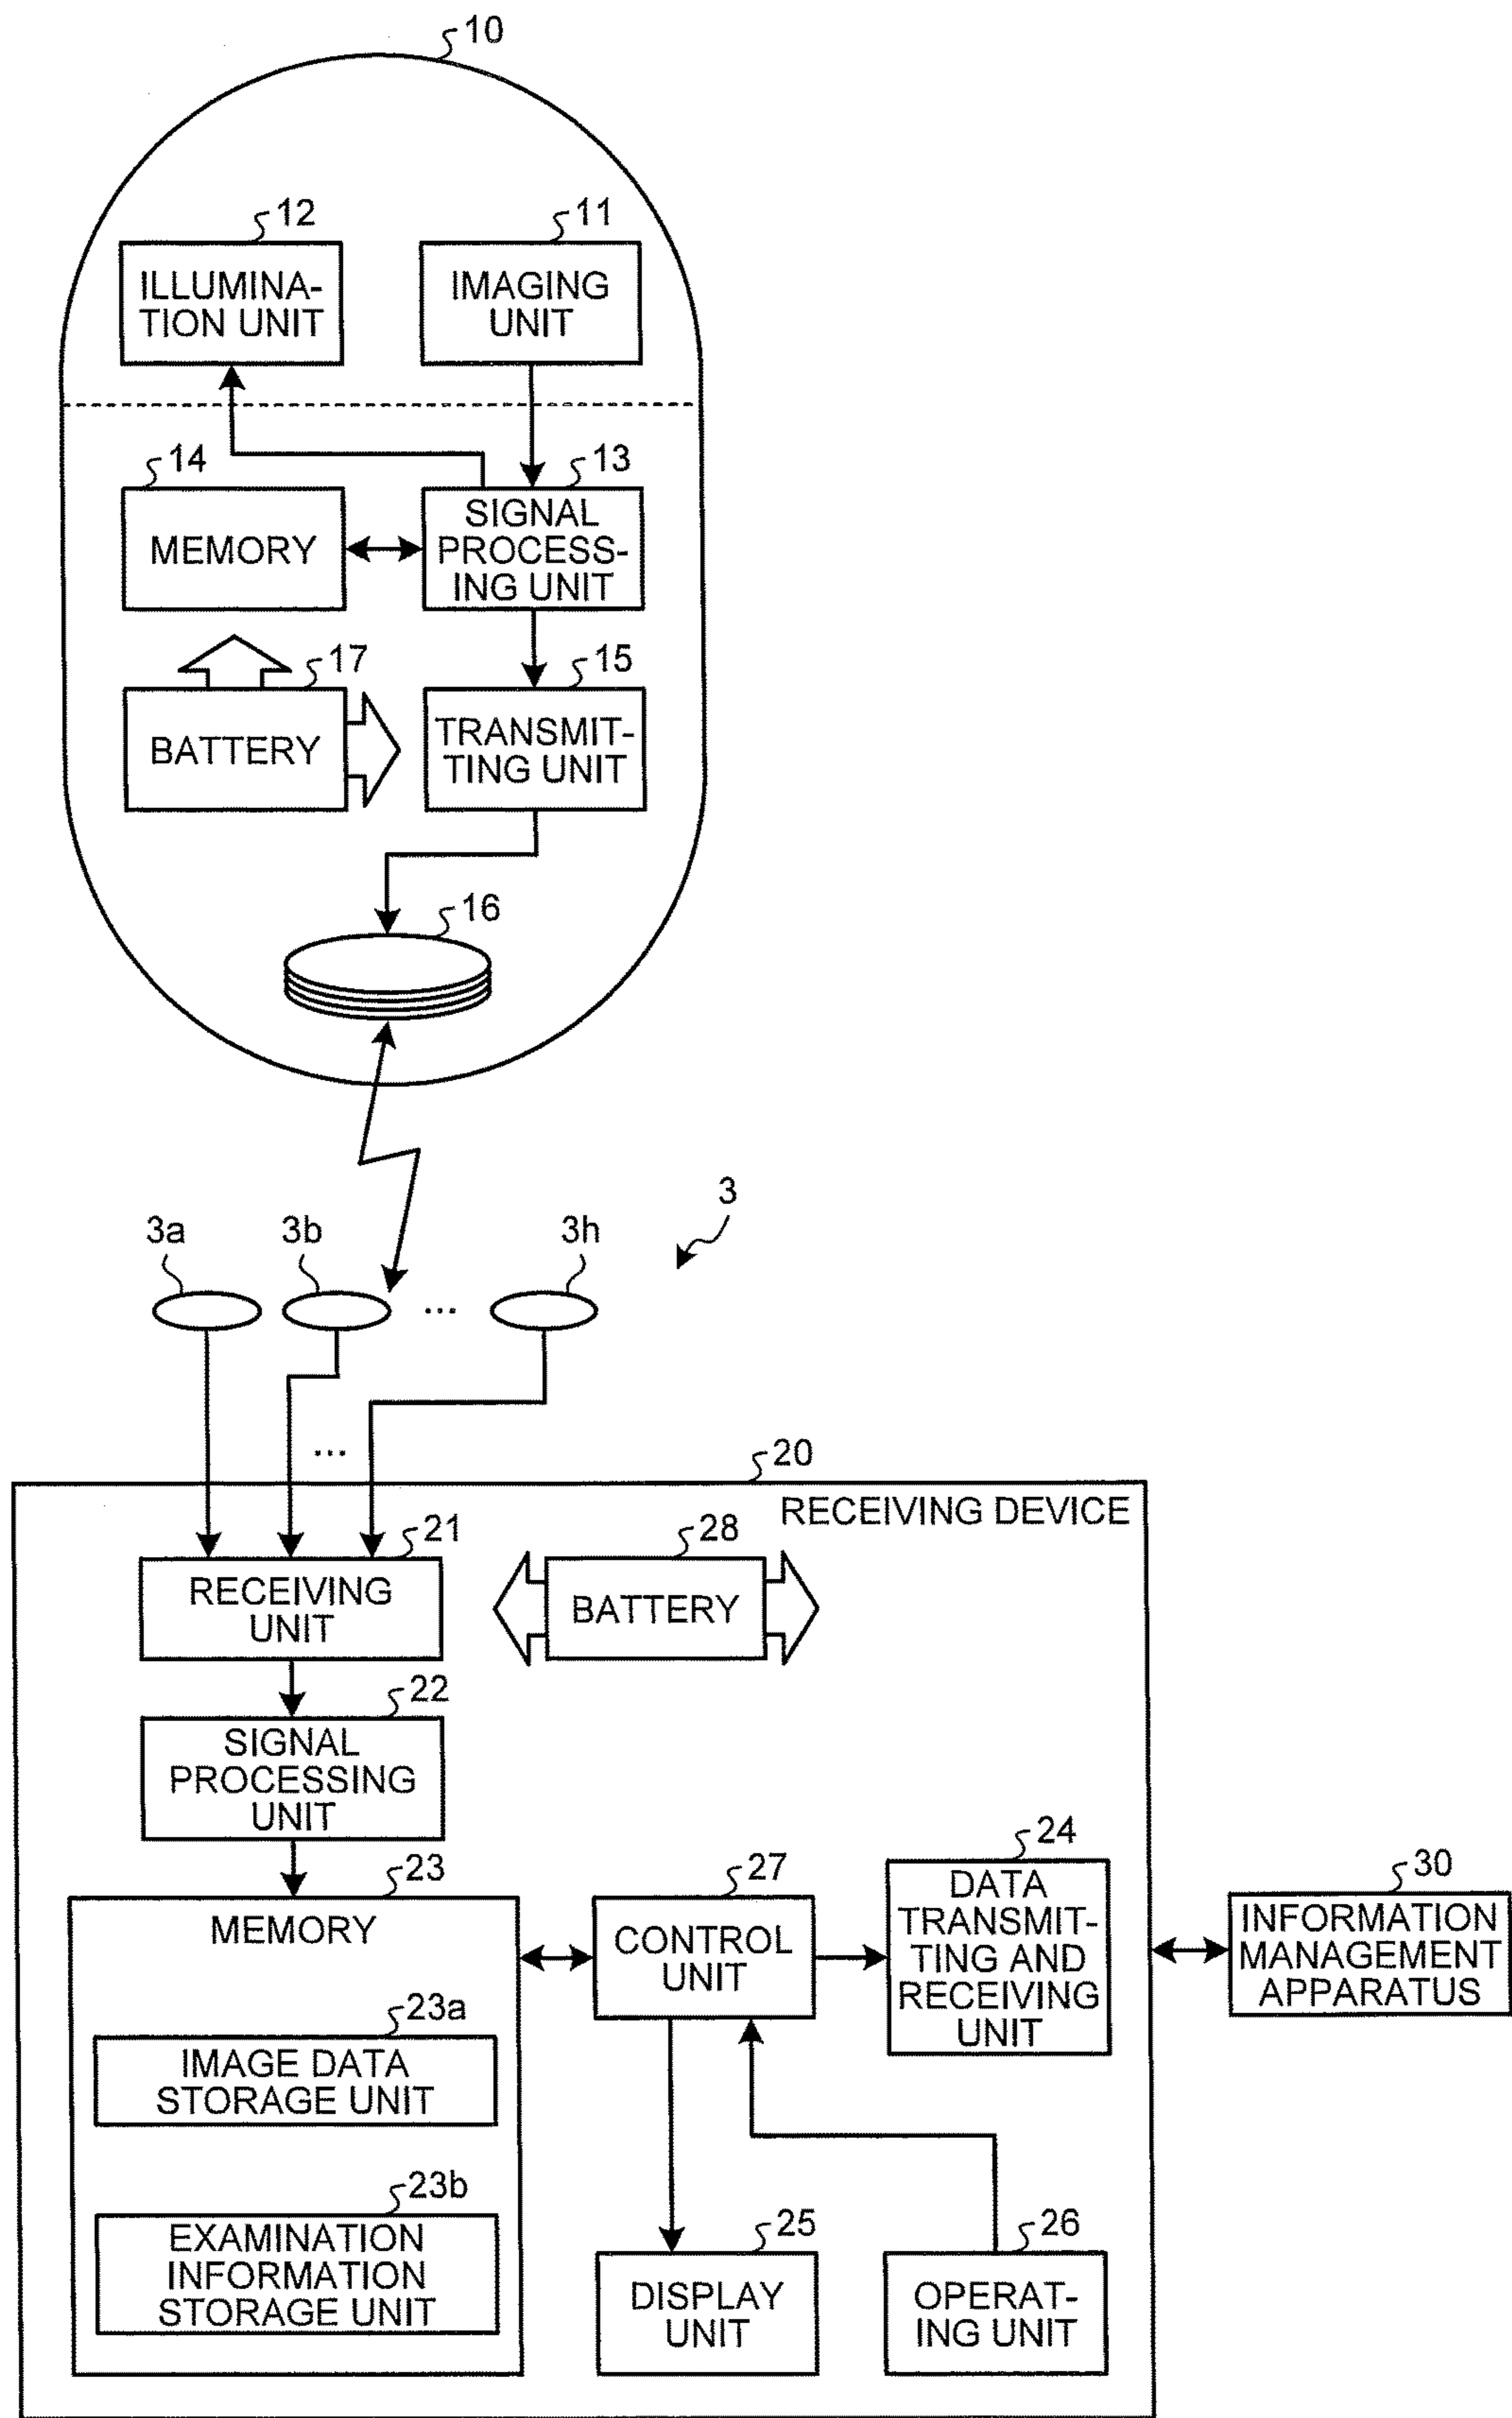 10
12
11
ILLUMINA-
TION UNIT
IMAGING
UNIT
14
13
MEMORY
SIGNAL
PROCESS-
ING UNIT
17
15
BATTERY
TRANSMIT-
TING UNIT
16
3
3a
3b
3h
...
...
20
RECEIVING DEVICE
21
28
RECEIVING
UNIT
BATTERY
22
SIGNAL
PROCESSING
UNIT
23
27
24
30
MEMORY
CONTROL
UNIT
DATA
TRANSMIT-
TING AND
RECEIVING
UNIT
INFORMATION
MANAGEMENT
APPARATUS
23a
IMAGE DATA
STORAGE UNIT
23b
EXAMINATION
INFORMATION
STORAGE UNIT
25
26
DISPLAY
UNIT
OPERAT-
ING UNIT